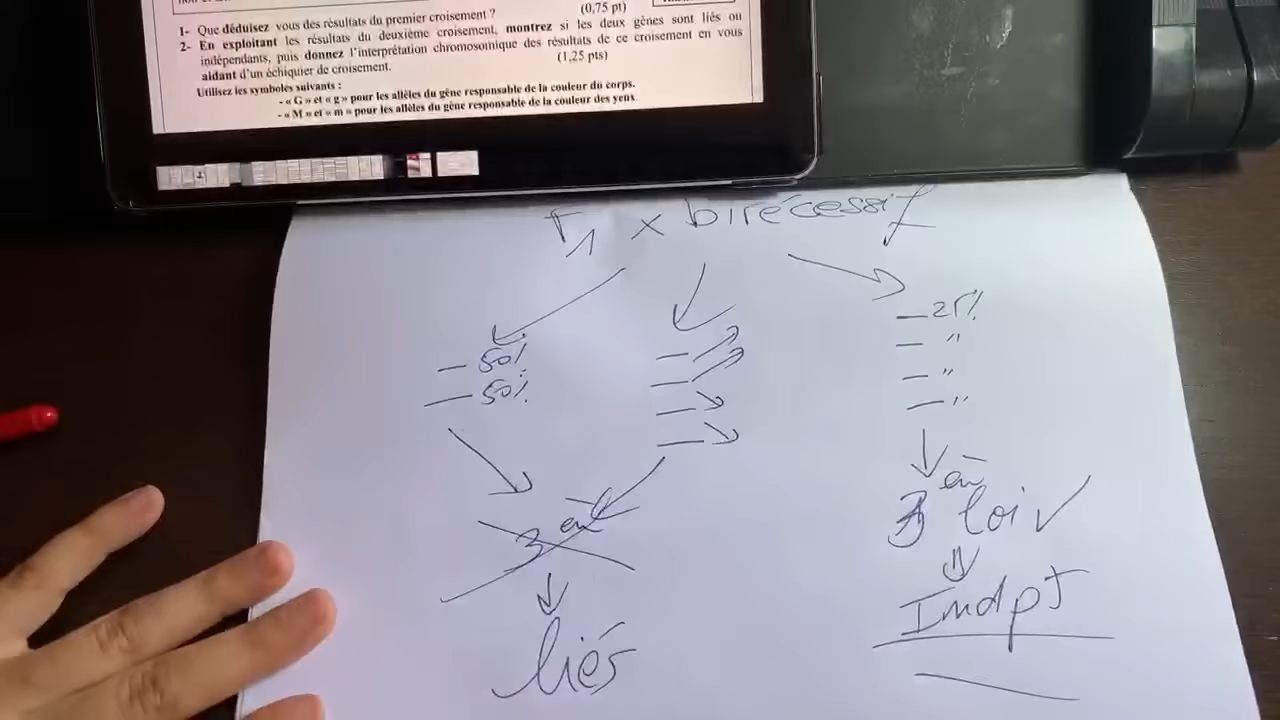 (0,75 pt)
1- Que déduisez vous des résultats du premier croisement ?
2- En exploitant les résultats du deuxième croisement, montrez si les deux gènes sont liés ou
indépendants, puis donnez l'interprétation chromosomique des résultats de ce croisement en vous
aidant d'un échiquier de croisement.
(1,25 pts)
Utilisez les symboles suivants :
- « G » et « g » pour les allèles du gène responsable de la couleur du corps.
- « M » et « m » pour les allèles du gène responsable de la couleur des yeux.
F1 × birécessif
— 50%
— 50%
— 25%
— "
— "
— "
3 em
liés
3 em loi ✓
Indpt